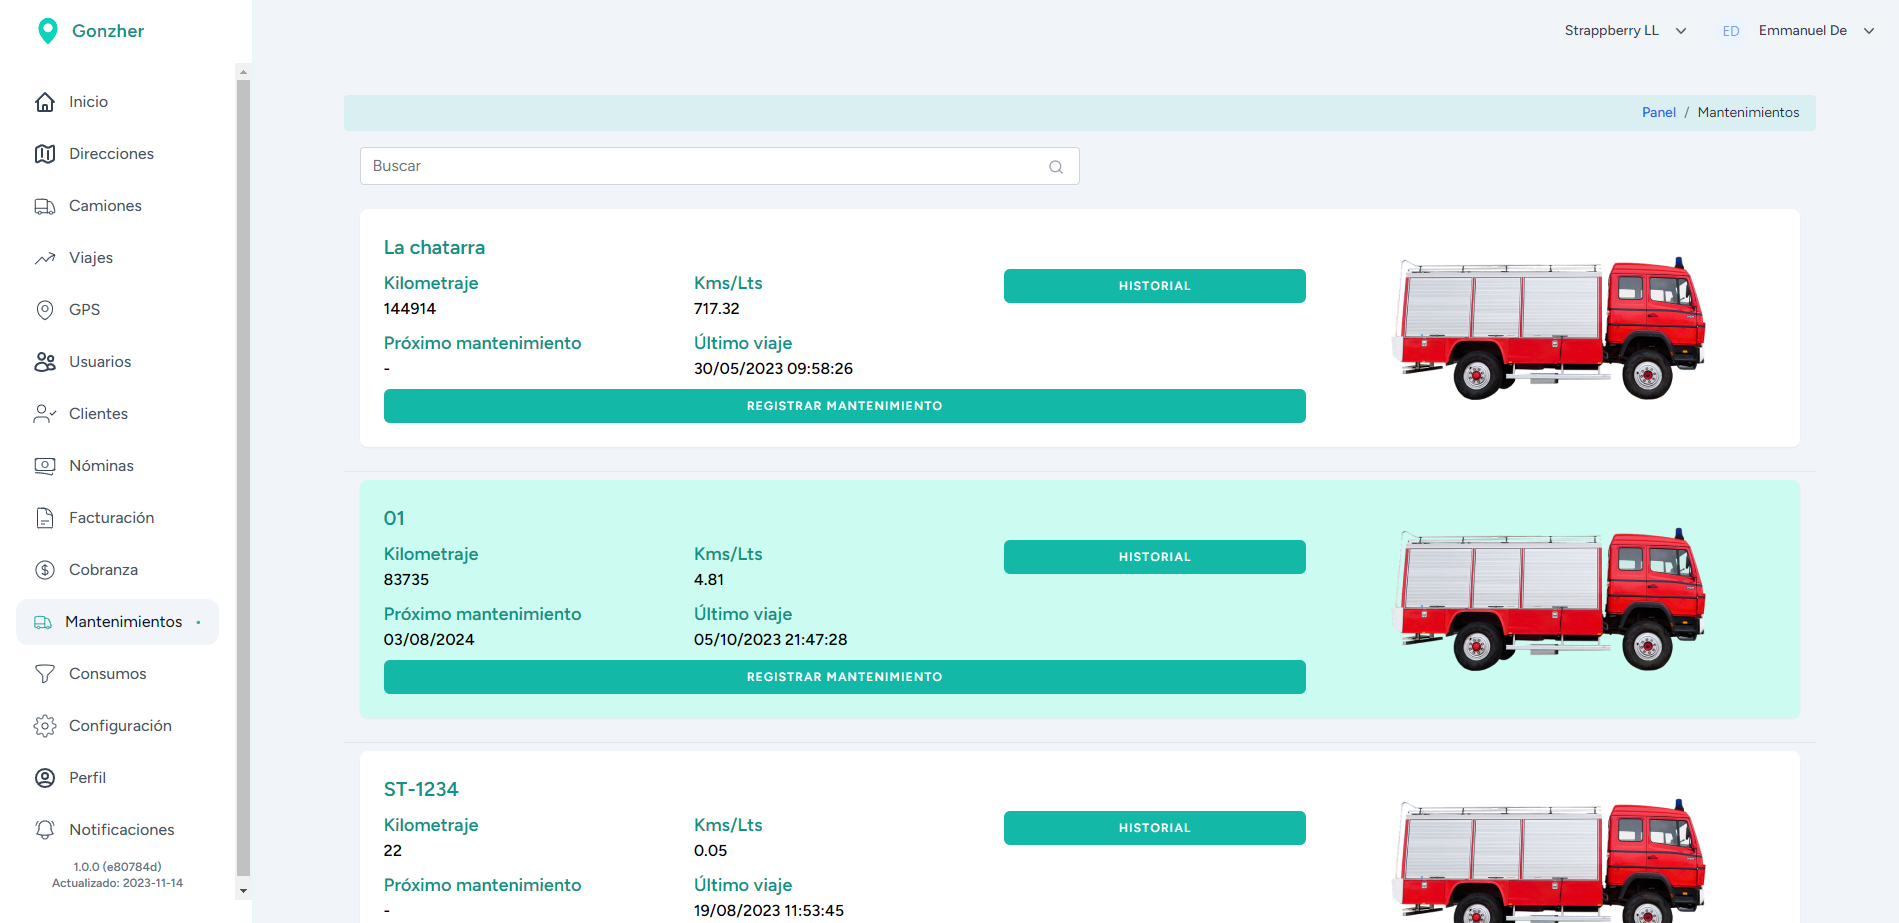 Gonzher
Strappberry LL
ED
Emmanuel De
Inicio
Direcciones
Camiones
Viajes
GPS
Usuarios
Clientes
Nóminas
Facturación
Cobranza
Mantenimientos
Consumos
Configuración
Perfil
Notificaciones
1.0.0 (e80784d)
Actualizado: 2023-11-14
Panel / Mantenimientos
Buscar
La chatarra
Kilometraje
144914
Kms/Lts
717.32
HISTORIAL
Próximo mantenimiento
-
Último viaje
30/05/2023 09:58:26
REGISTRAR MANTENIMIENTO
01
Kilometraje
83735
Kms/Lts
4.81
HISTORIAL
Próximo mantenimiento
03/08/2024
Último viaje
05/10/2023 21:47:28
REGISTRAR MANTENIMIENTO
ST-1234
Kilometraje
22
Kms/Lts
0.05
HISTORIAL
Próximo mantenimiento
-
Último viaje
19/08/2023 11:53:45